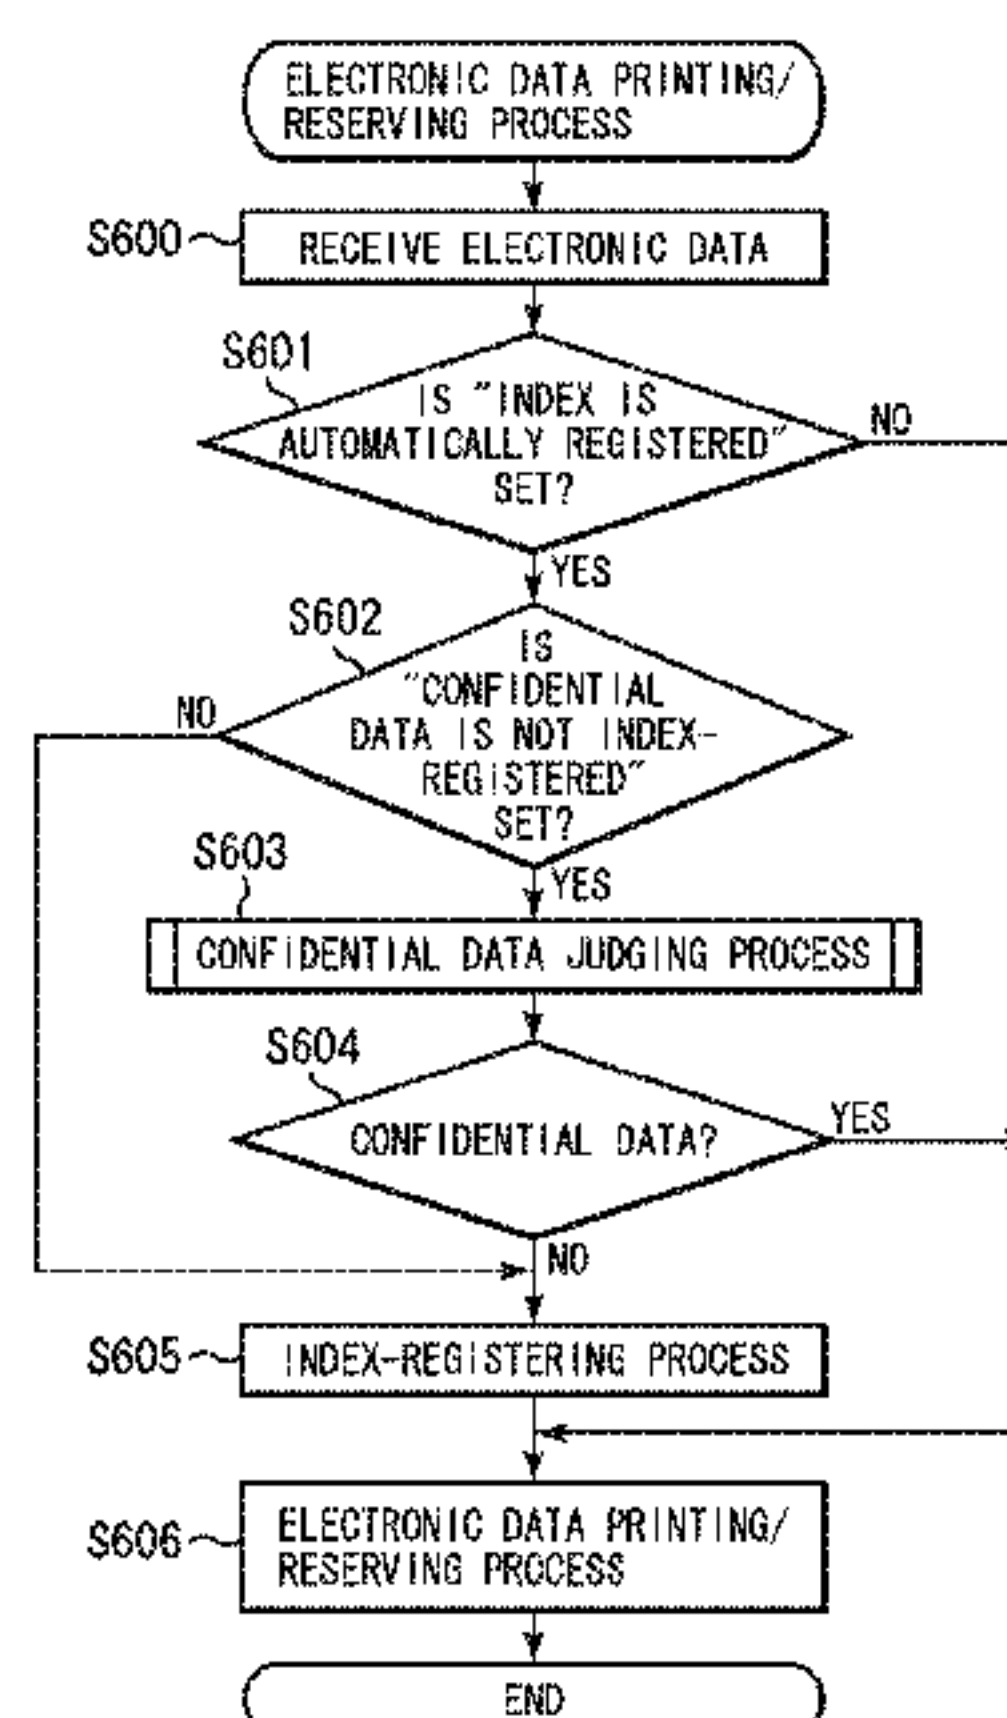 ELECTRONIC DATA PRINTING/
RESERVING PROCESS
S600
RECEIVE ELECTRONIC DATA
S601
IS "INDEX IS
AUTOMATICALLY REGISTERED"
SET?
NO
YES
S602
IS
"CONFIDENTIAL
DATA IS NOT INDEX-
REGISTERED"
SET?
NO
YES
S603
CONFIDENTIAL DATA JUDGING PROCESS
S604
CONFIDENTIAL DATA?
YES
NO
S605
INDEX-REGISTERING PROCESS
S606
ELECTRONIC DATA PRINTING/
RESERVING PROCESS
END